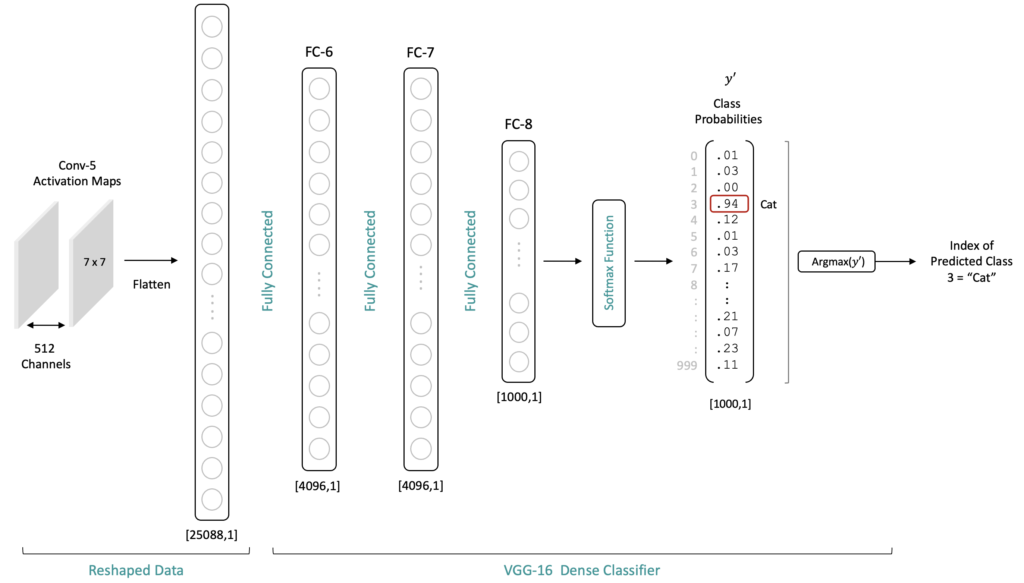 Conv-5
Activation Maps
7 x 7
512
Channels
Flatten
[25088,1]
Reshaped Data
Fully Connected
FC-6
[4096,1]
Fully Connected
FC-7
[4096,1]
Fully Connected
FC-8
[1000,1]
Softmax Function
y′
Class
Probabilities
0 .01
1 .03
2 .00
3 .94 Cat
4 .12
5 .01
6 .03
7 .17
8 :
: :
: .21
: .07
: .23
999 .11
[1000,1]
Argmax(y′)
Index of
Predicted Class
3 = “Cat”
VGG-16 Dense Classifier